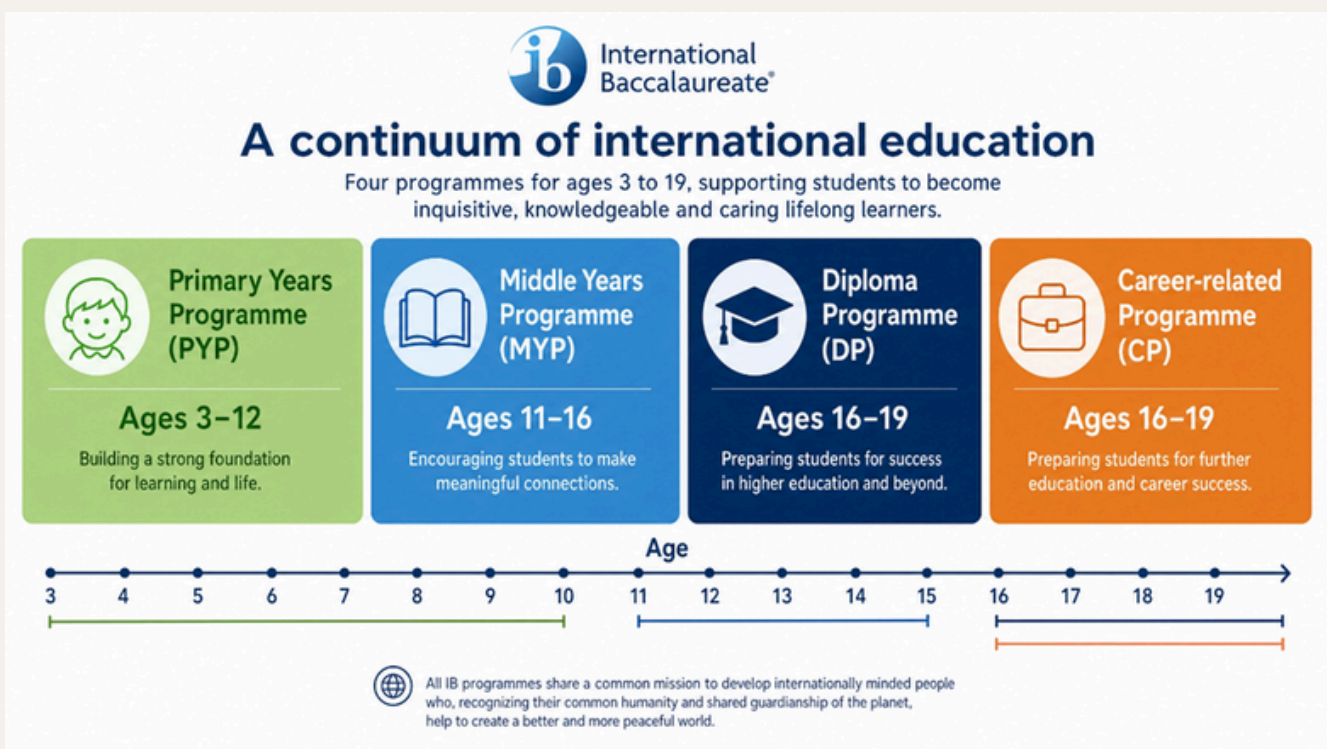 ib
International
Baccalaureate®
A continuum of international education
Four programmes for ages 3 to 19, supporting students to become
inquisitive, knowledgeable and caring lifelong learners.
Primary Years
Programme
(PYP)
Ages 3–12
Building a strong foundation
for learning and life.
Middle Years
Programme
(MYP)
Ages 11–16
Encouraging students to make
meaningful connections.
Diploma
Programme
(DP)
Ages 16–19
Preparing students for success
in higher education and beyond.
Career-related
Programme
(CP)
Ages 16–19
Preparing students for further
education and career success.
Age
3 4 5 6 7 8 9 10 11 12 13 14 15 16 17 18 19
All IB programmes share a common mission to develop internationally minded people
who, recognizing their common humanity and shared guardianship of the planet,
help to create a better and more peaceful world.